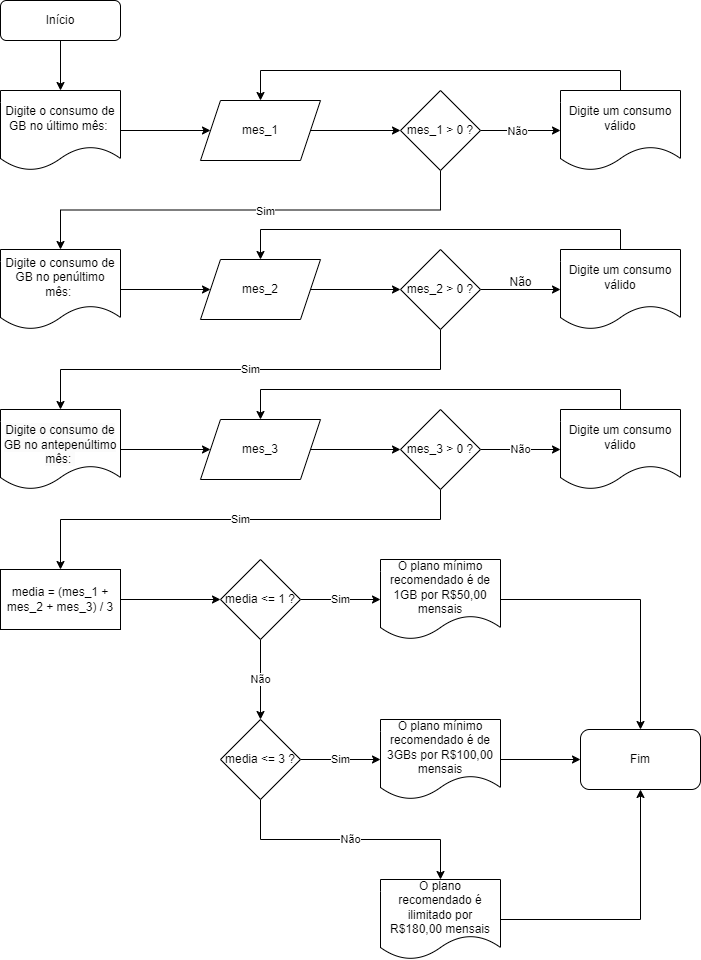 Início
Digite o consumo de
GB no último mês:
mes_1
mes_1 > 0 ?
Não
Digite um consumo
válido
Sim
Digite o consumo de
GB no penúltimo
mês:
mes_2
mes_2 > 0 ?
Não
Digite um consumo
válido
Sim
Digite o consumo de
GB no antepenúltimo
mês:
mes_3
mes_3 > 0 ?
Não
Digite um consumo
válido
Sim
media = (mes_1 +
mes_2 + mes_3) / 3
media <= 1 ?
Sim
O plano mínimo
recomendado é de
1GB por R$50,00
mensais
Não
media <= 3 ?
Sim
O plano mínimo
recomendado é de
3GBs por R$100,00
mensais
Fim
Não
O plano
recomendado é
ilimitado por
R$180,00 mensais